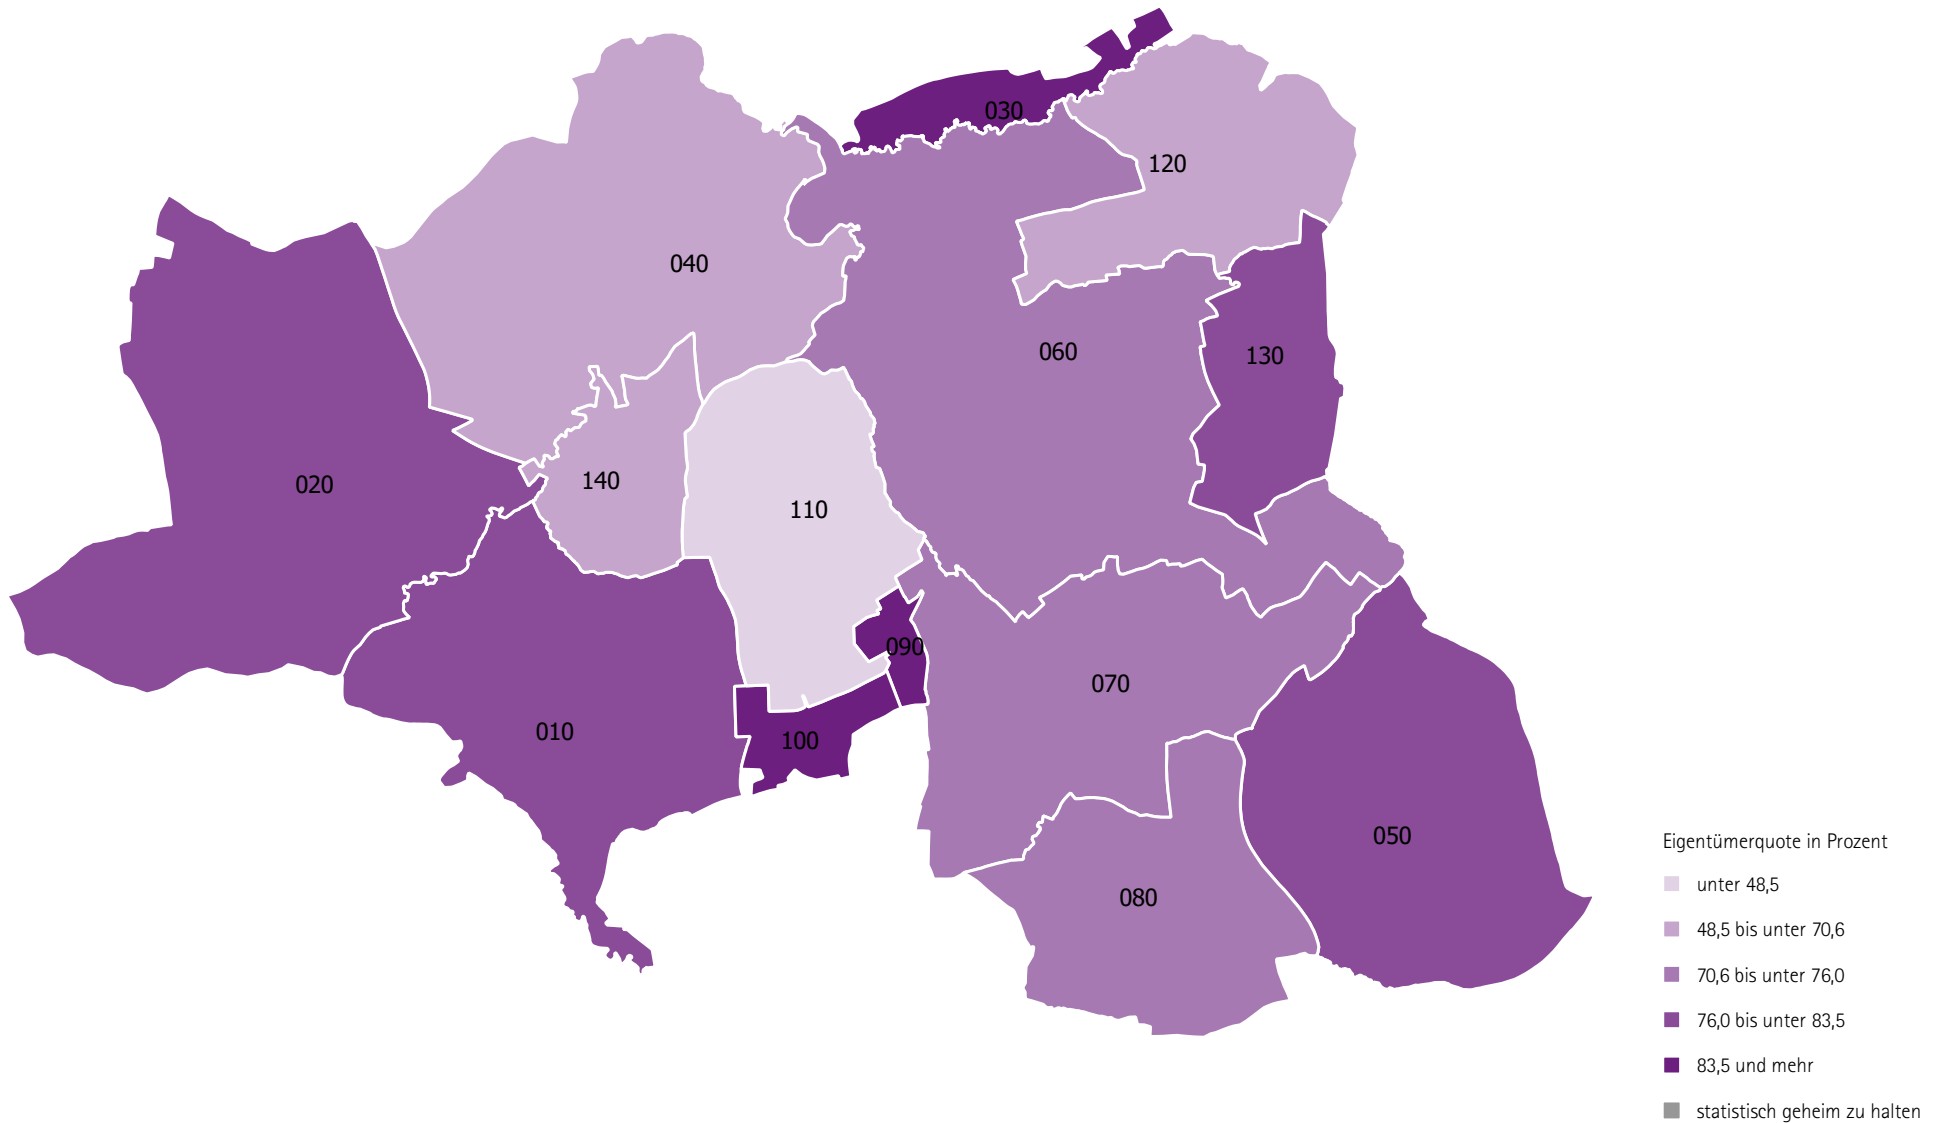 030
120
040
060
130
020
140
110
090
070
010
100
050
080
Eigentümerquote in Prozent
unter 48,5
48,5 bis unter 70,6
70,6 bis unter 76,0
76,0 bis unter 83,5
83,5 und mehr
statistisch geheim zu halten